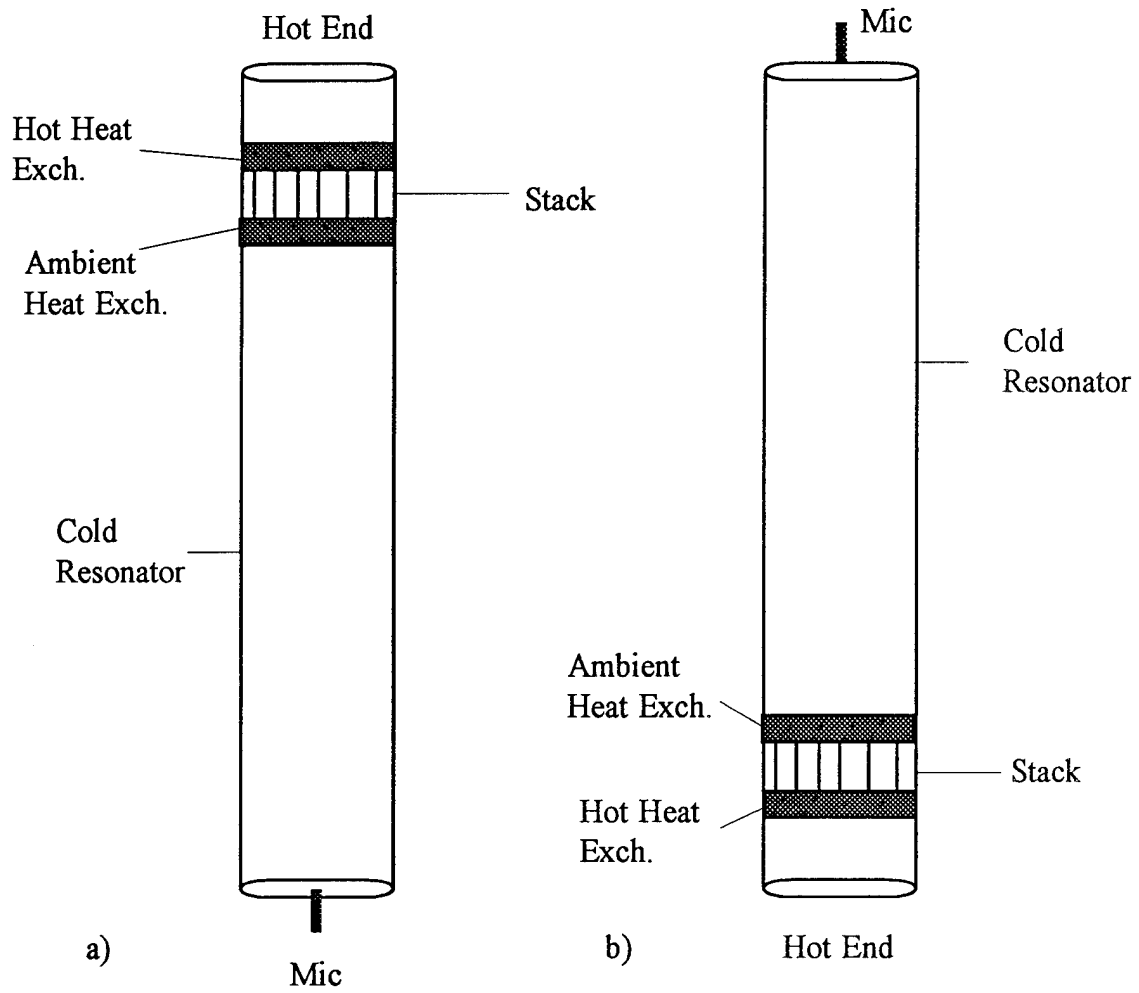 Hot End
Hot Heat
Exch.
Stack
Ambient
Heat Exch.
Cold
Resonator
a)
Mic
Mic
Cold
Resonator
Ambient
Heat Exch.
Stack
Hot Heat
Exch.
b)
Hot End